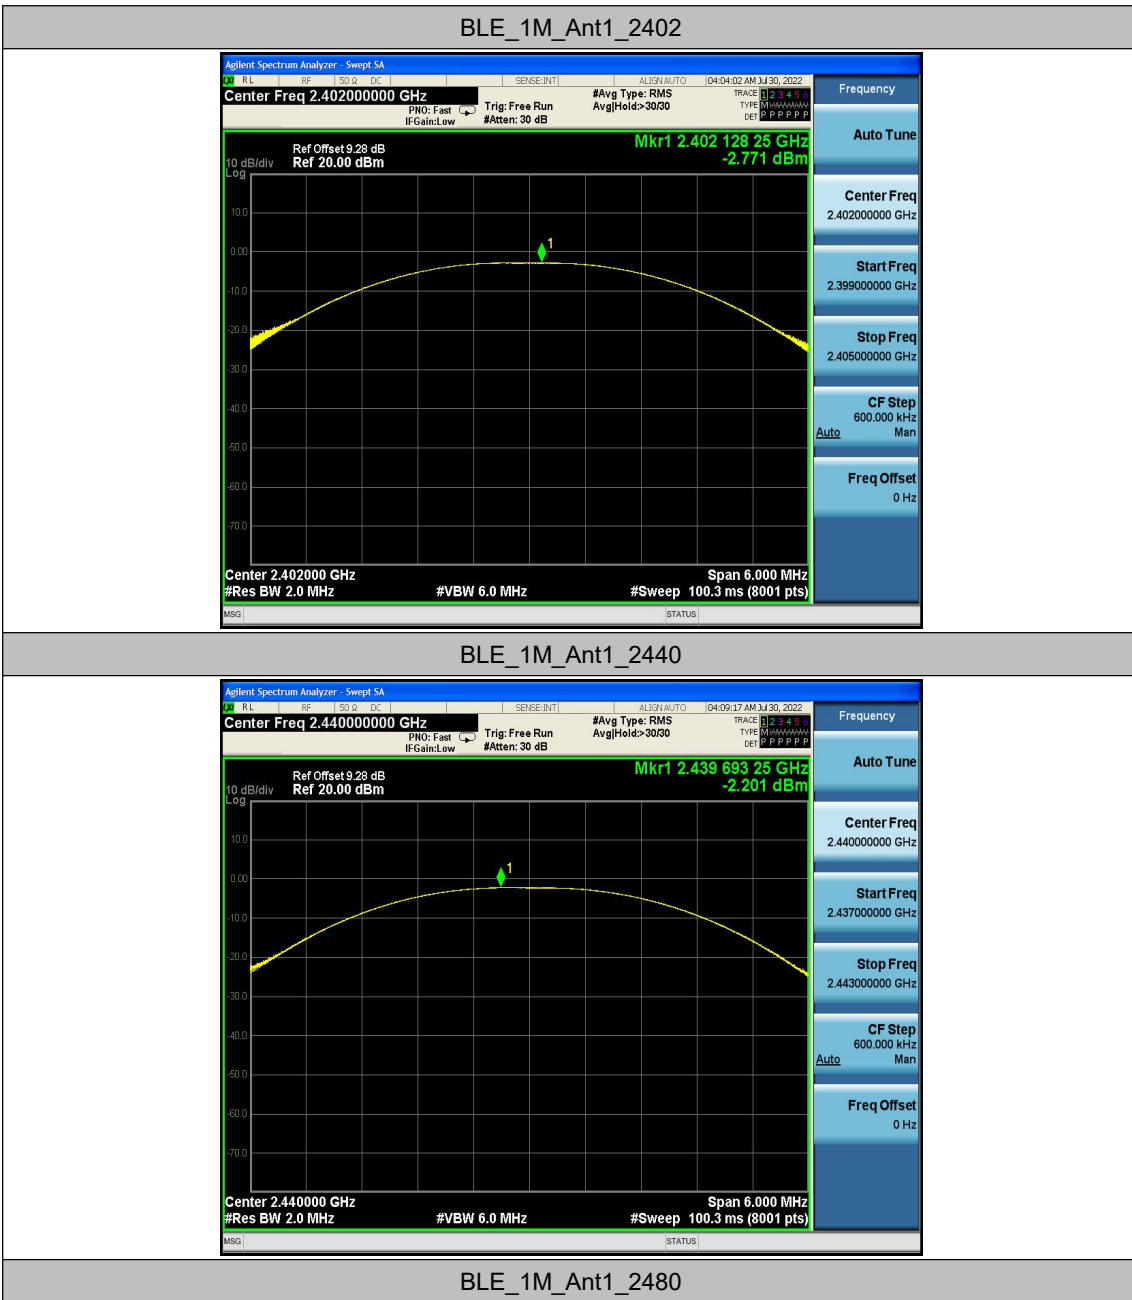 BLE_1M_Ant1_2402
Agilent Spectrum Analyzer - Swept SA
LXI RL RF 50 Ω DC SENSE:INT ALIGN AUTO 04:04:02 AM Jul 30, 2022
Center Freq 2.402000000 GHz
PNO: Fast
IFGain:Low
Trig: Free Run
#Atten: 30 dB
#Avg Type: RMS
Avg|Hold:>30/30
TRACE 1 2 3 4 5 6
TYPE M
DET P P P P P P
Mkr1 2.402 128 25 GHz
-2.771 dBm
Ref Offset 9.28 dB
Ref 20.00 dBm
10 dB/div
Log
10.0
0.00
-10.0
-20.0
-30.0
-40.0
-50.0
-60.0
-70.0
1
Center 2.402000 GHz
Span 6.000 MHz
#Res BW 2.0 MHz
#VBW 6.0 MHz
#Sweep 100.3 ms (8001 pts)
MSG
STATUS
Frequency
Auto Tune
Center Freq
2.402000000 GHz
Start Freq
2.399000000 GHz
Stop Freq
2.405000000 GHz
CF Step
600.000 kHz
Auto Man
Freq Offset
0 Hz
BLE_1M_Ant1_2440
Agilent Spectrum Analyzer - Swept SA
LXI RL RF 50 Ω DC SENSE:INT ALIGN AUTO 04:09:17 AM Jul 30, 2022
Center Freq 2.440000000 GHz
PNO: Fast
IFGain:Low
Trig: Free Run
#Atten: 30 dB
#Avg Type: RMS
Avg|Hold:>30/30
TRACE 1 2 3 4 5 6
TYPE M
DET P P P P P P
Mkr1 2.439 693 25 GHz
-2.201 dBm
Ref Offset 9.28 dB
Ref 20.00 dBm
10 dB/div
Log
10.0
0.00
-10.0
-20.0
-30.0
-40.0
-50.0
-60.0
-70.0
1
Center 2.440000 GHz
Span 6.000 MHz
#Res BW 2.0 MHz
#VBW 6.0 MHz
#Sweep 100.3 ms (8001 pts)
MSG
STATUS
Frequency
Auto Tune
Center Freq
2.440000000 GHz
Start Freq
2.437000000 GHz
Stop Freq
2.443000000 GHz
CF Step
600.000 kHz
Auto Man
Freq Offset
0 Hz
BLE_1M_Ant1_2480